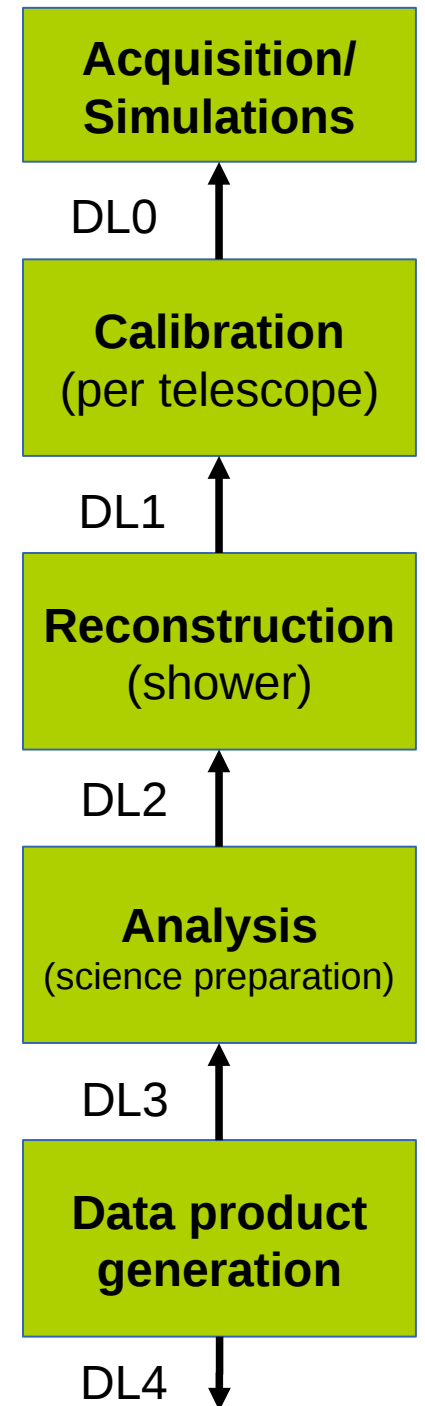 Acquisition/
Simulations
DL0
Calibration
(per telescope)
DL1
Reconstruction
(shower)
DL2
Analysis
(science preparation)
DL3
Data product
generation
DL4